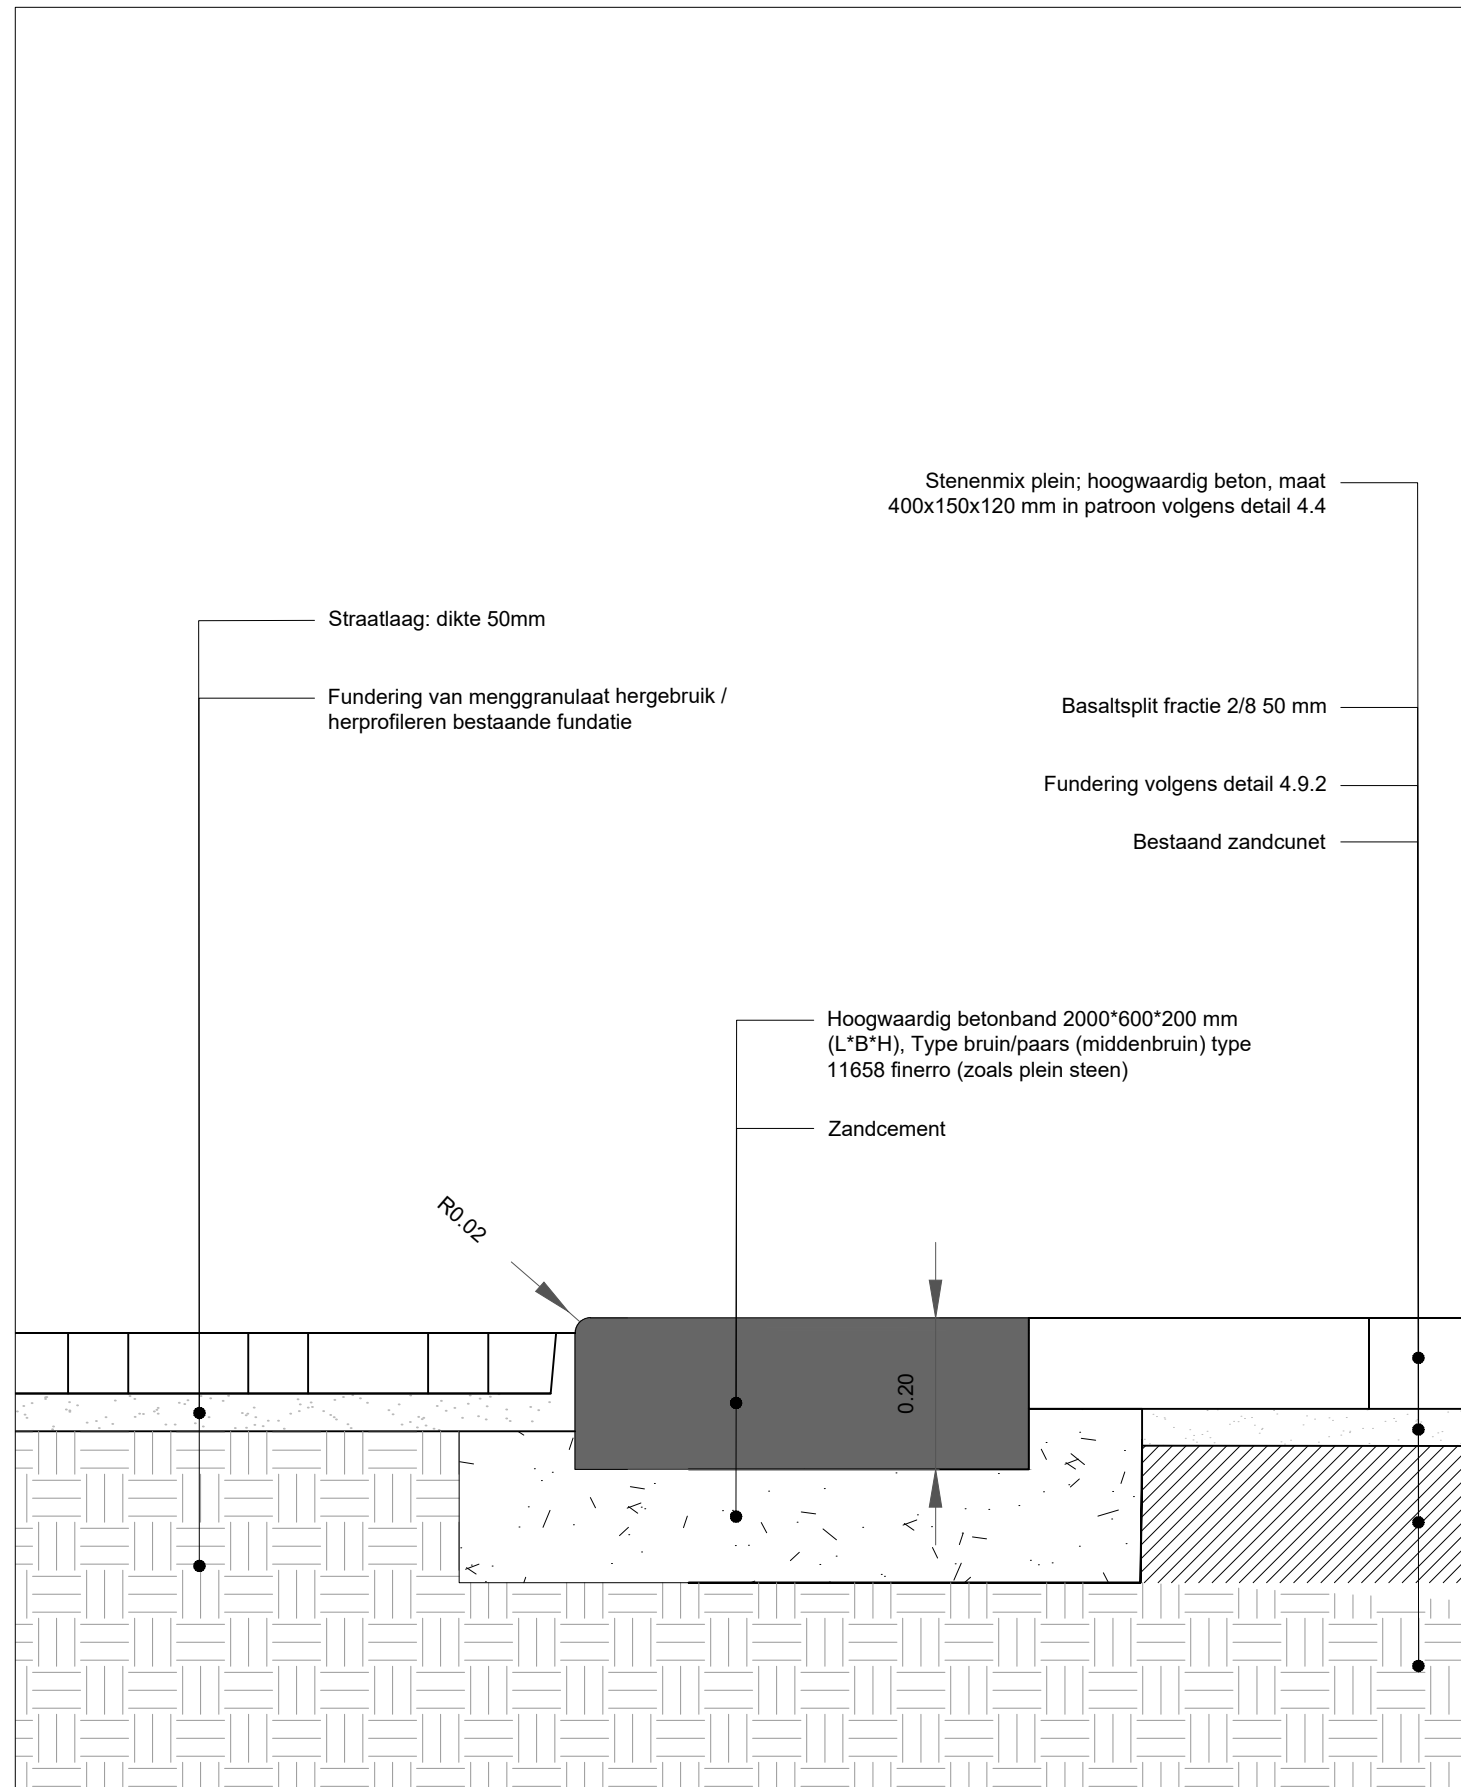 Stenenmix plein; hoogwaardig beton, maat
400x150x120 mm in patroon volgens detail 4.4
Straatlaag: dikte 50mm
Fundering van menggranulaat hergebruik /
herprofileren bestaande fundatie
Basaltsplit fractie 2/8 50 mm
Fundering volgens detail 4.9.2
Bestaand zandcunet
Hoogwaardig betonband 2000*600*200 mm
(L*B*H), Type bruin/paars (middenbruin) type
11658 finerro (zoals plein steen)
Zandcement
R0.02
0.20